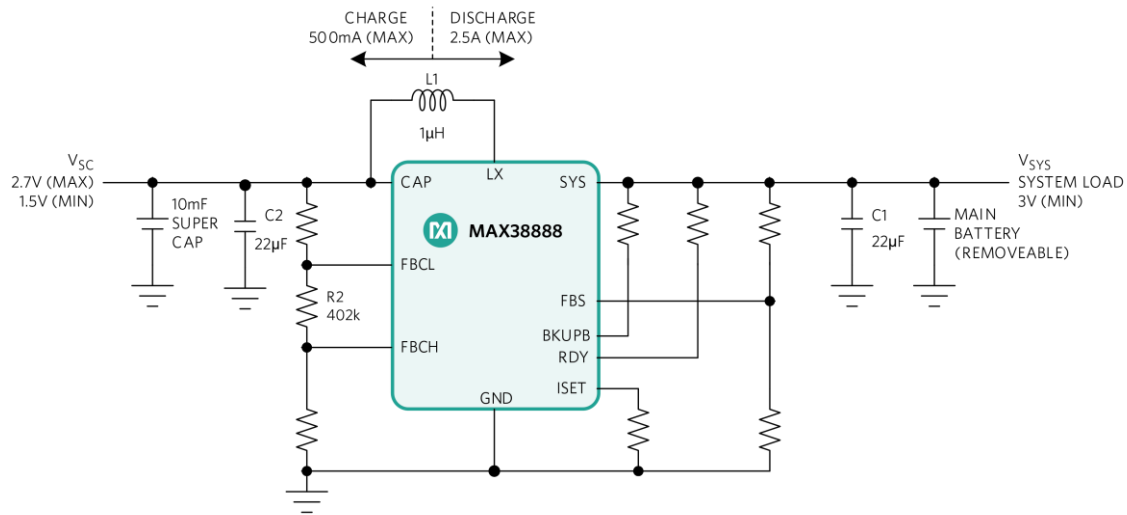 CHARGE
500mA (MAX)
DISCHARGE
2.5A (MAX)
L1
1µH
V_SC
2.7V (MAX)
1.5V (MIN)
10mF
SUPER
CAP
C2
22µF
R2
402k
CAP
LX
SYS
MAX38888
FBCL
FBCH
FBS
BKUPB
RDY
ISET
GND
V_SYS
SYSTEM LOAD
3V (MIN)
C1
22µF
MAIN
BATTERY
(REMOVEABLE)